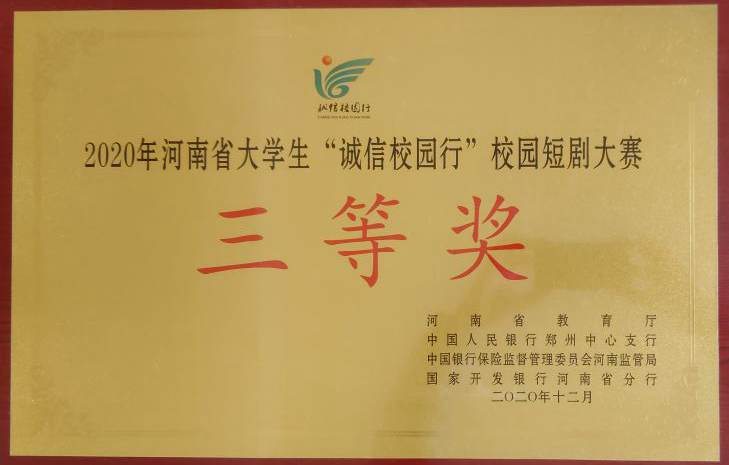 诚信校园行
2020年河南省大学生“诚信校园行”校园短剧大赛
三等奖
河南省教育厅
中国人民银行郑州中心支行
中国银行保险监督管理委员会河南监管局
国家开发银行河南省分行
二〇二〇年十二月